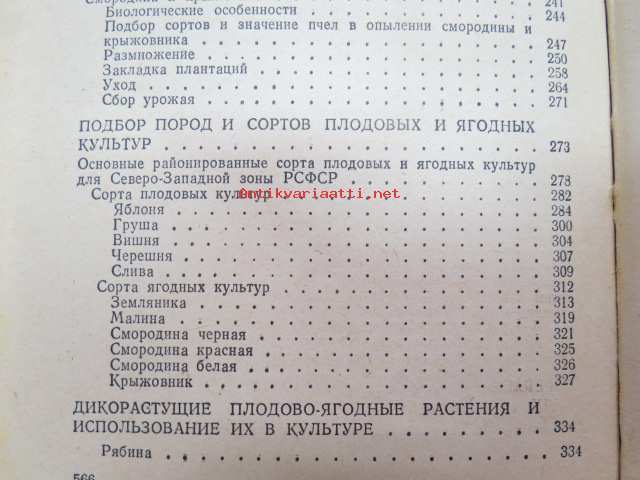 Смородина и
241
Биологические особенности . . . . . . . 244
Подбор сортов и значение пчел в опылении смородины и
крыжовника . . . . . . . . . . . . 247
Размножение . . . . . . . . . . . . 250
Закладка плантаций . . . . . . . . . . 258
Уход . . . . . . . . . . . . . . 264
Сбор урожая . . . . . . . . . . . . 271
ПОДБОР ПОРОД И СОРТОВ ПЛОДОВЫХ И ЯГОДНЫХ
КУЛЬТУР . . . . . . . . . . . . . 273
Основные районированные сорта плодовых и ягодных культур
для Северо-Западной зоны РСФСР . . . . . . 278
Antikvariaatti.net
Сорта плодовых культур . . . . . . . . 282
Яблоня . . . . . . . . . . . . . 284
Груша . . . . . . . . . . . . . 300
Вишня . . . . . . . . . . . . . 304
Черешня . . . . . . . . . . . . 307
Слива . . . . . . . . . . . . . 309
Сорта ягодных культур . . . . . . . . 312
Земляника . . . . . . . . . . . . 313
Малина . . . . . . . . . . . . . 319
Смородина черная . . . . . . . . . . 321
Смородина красная . . . . . . . . . . 325
Смородина белая . . . . . . . . . . 326
Крыжовник . . . . . . . . . . . . 327
ДИКОРАСТУЩИЕ ПЛОДОВО-ЯГОДНЫЕ РАСТЕНИЯ И
ИСПОЛЬЗОВАНИЕ ИХ В КУЛЬТУРЕ . . . . . . 334
Рябина . . . . . . . . . . . . . 334
566